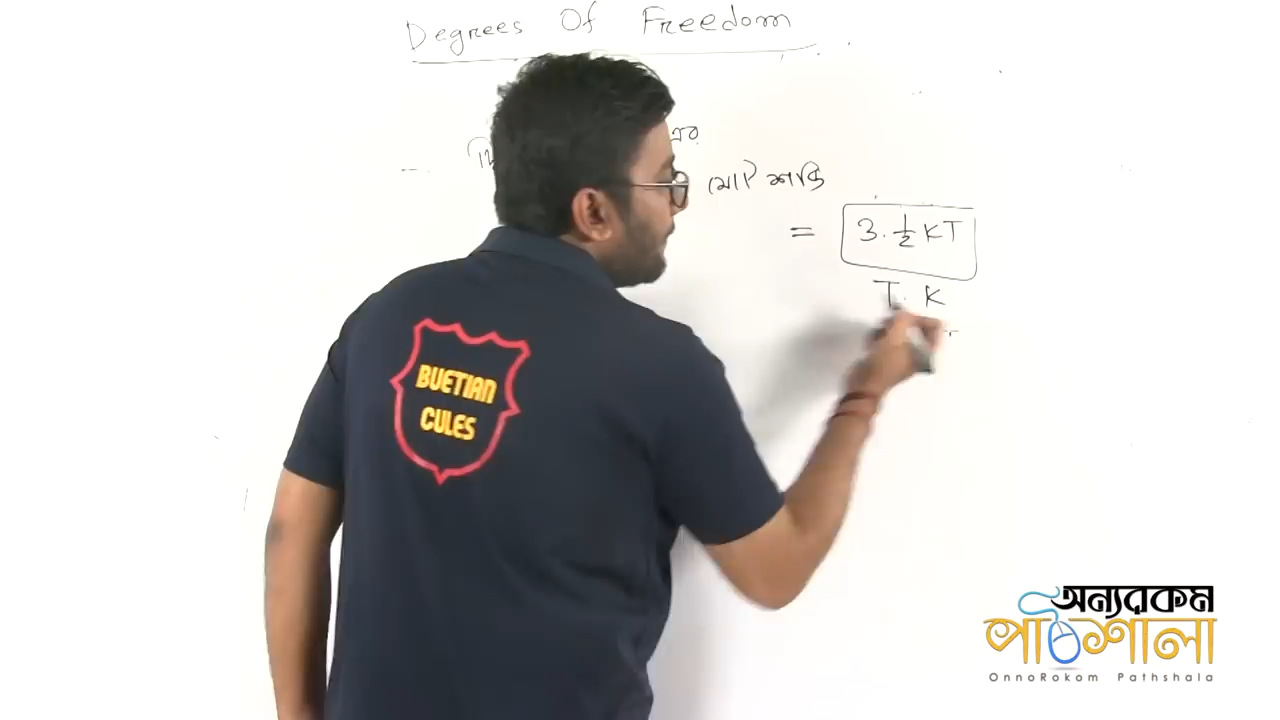 Degrees Of Freedom
এর
মোট শক্তি
= 3. 1/2 KT
T. K
BUETIAN
CULES
অন্যরকম
পাঠশালা
OnnoRokom Pathshala